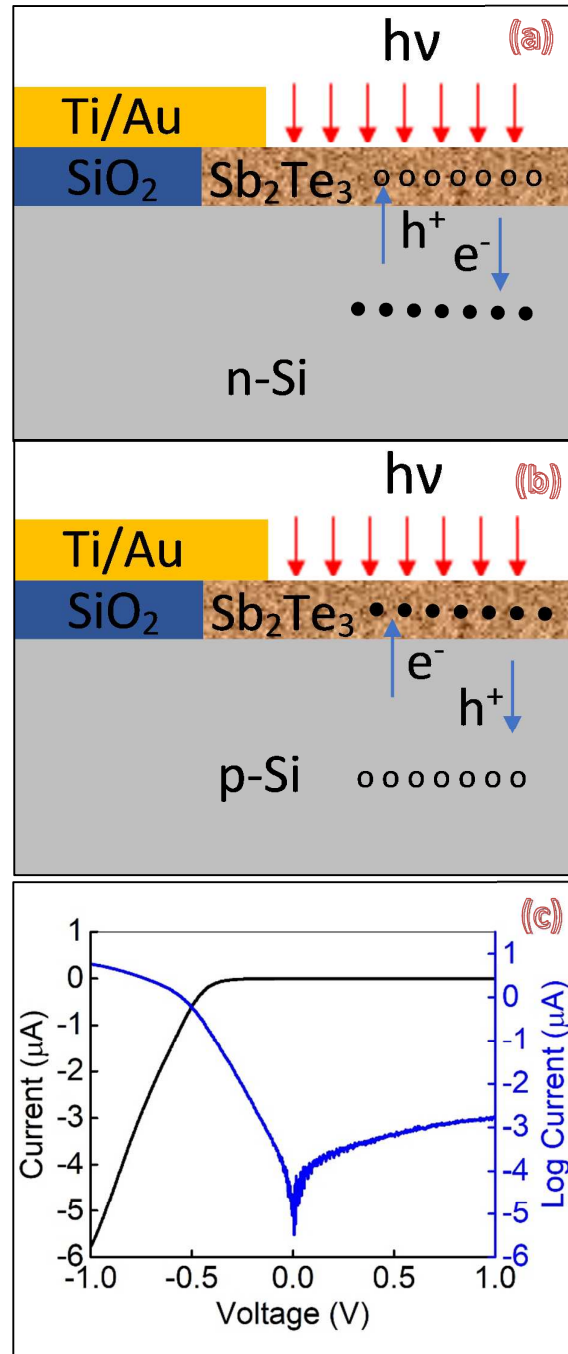 hν
(a)
Ti/Au
SiO₂
Sb₂Te₃
h⁺
e⁻
n-Si
hν
(b)
Ti/Au
SiO₂
Sb₂Te₃
e⁻
h⁺
p-Si
(c)
1
0
-1
-2
-3
-4
-5
-6
Current (μA)
1
0
-1
-2
-3
-4
-5
-6
Log Current (μA)
-1.0 -0.5 0.0 0.5 1.0
Voltage (V)